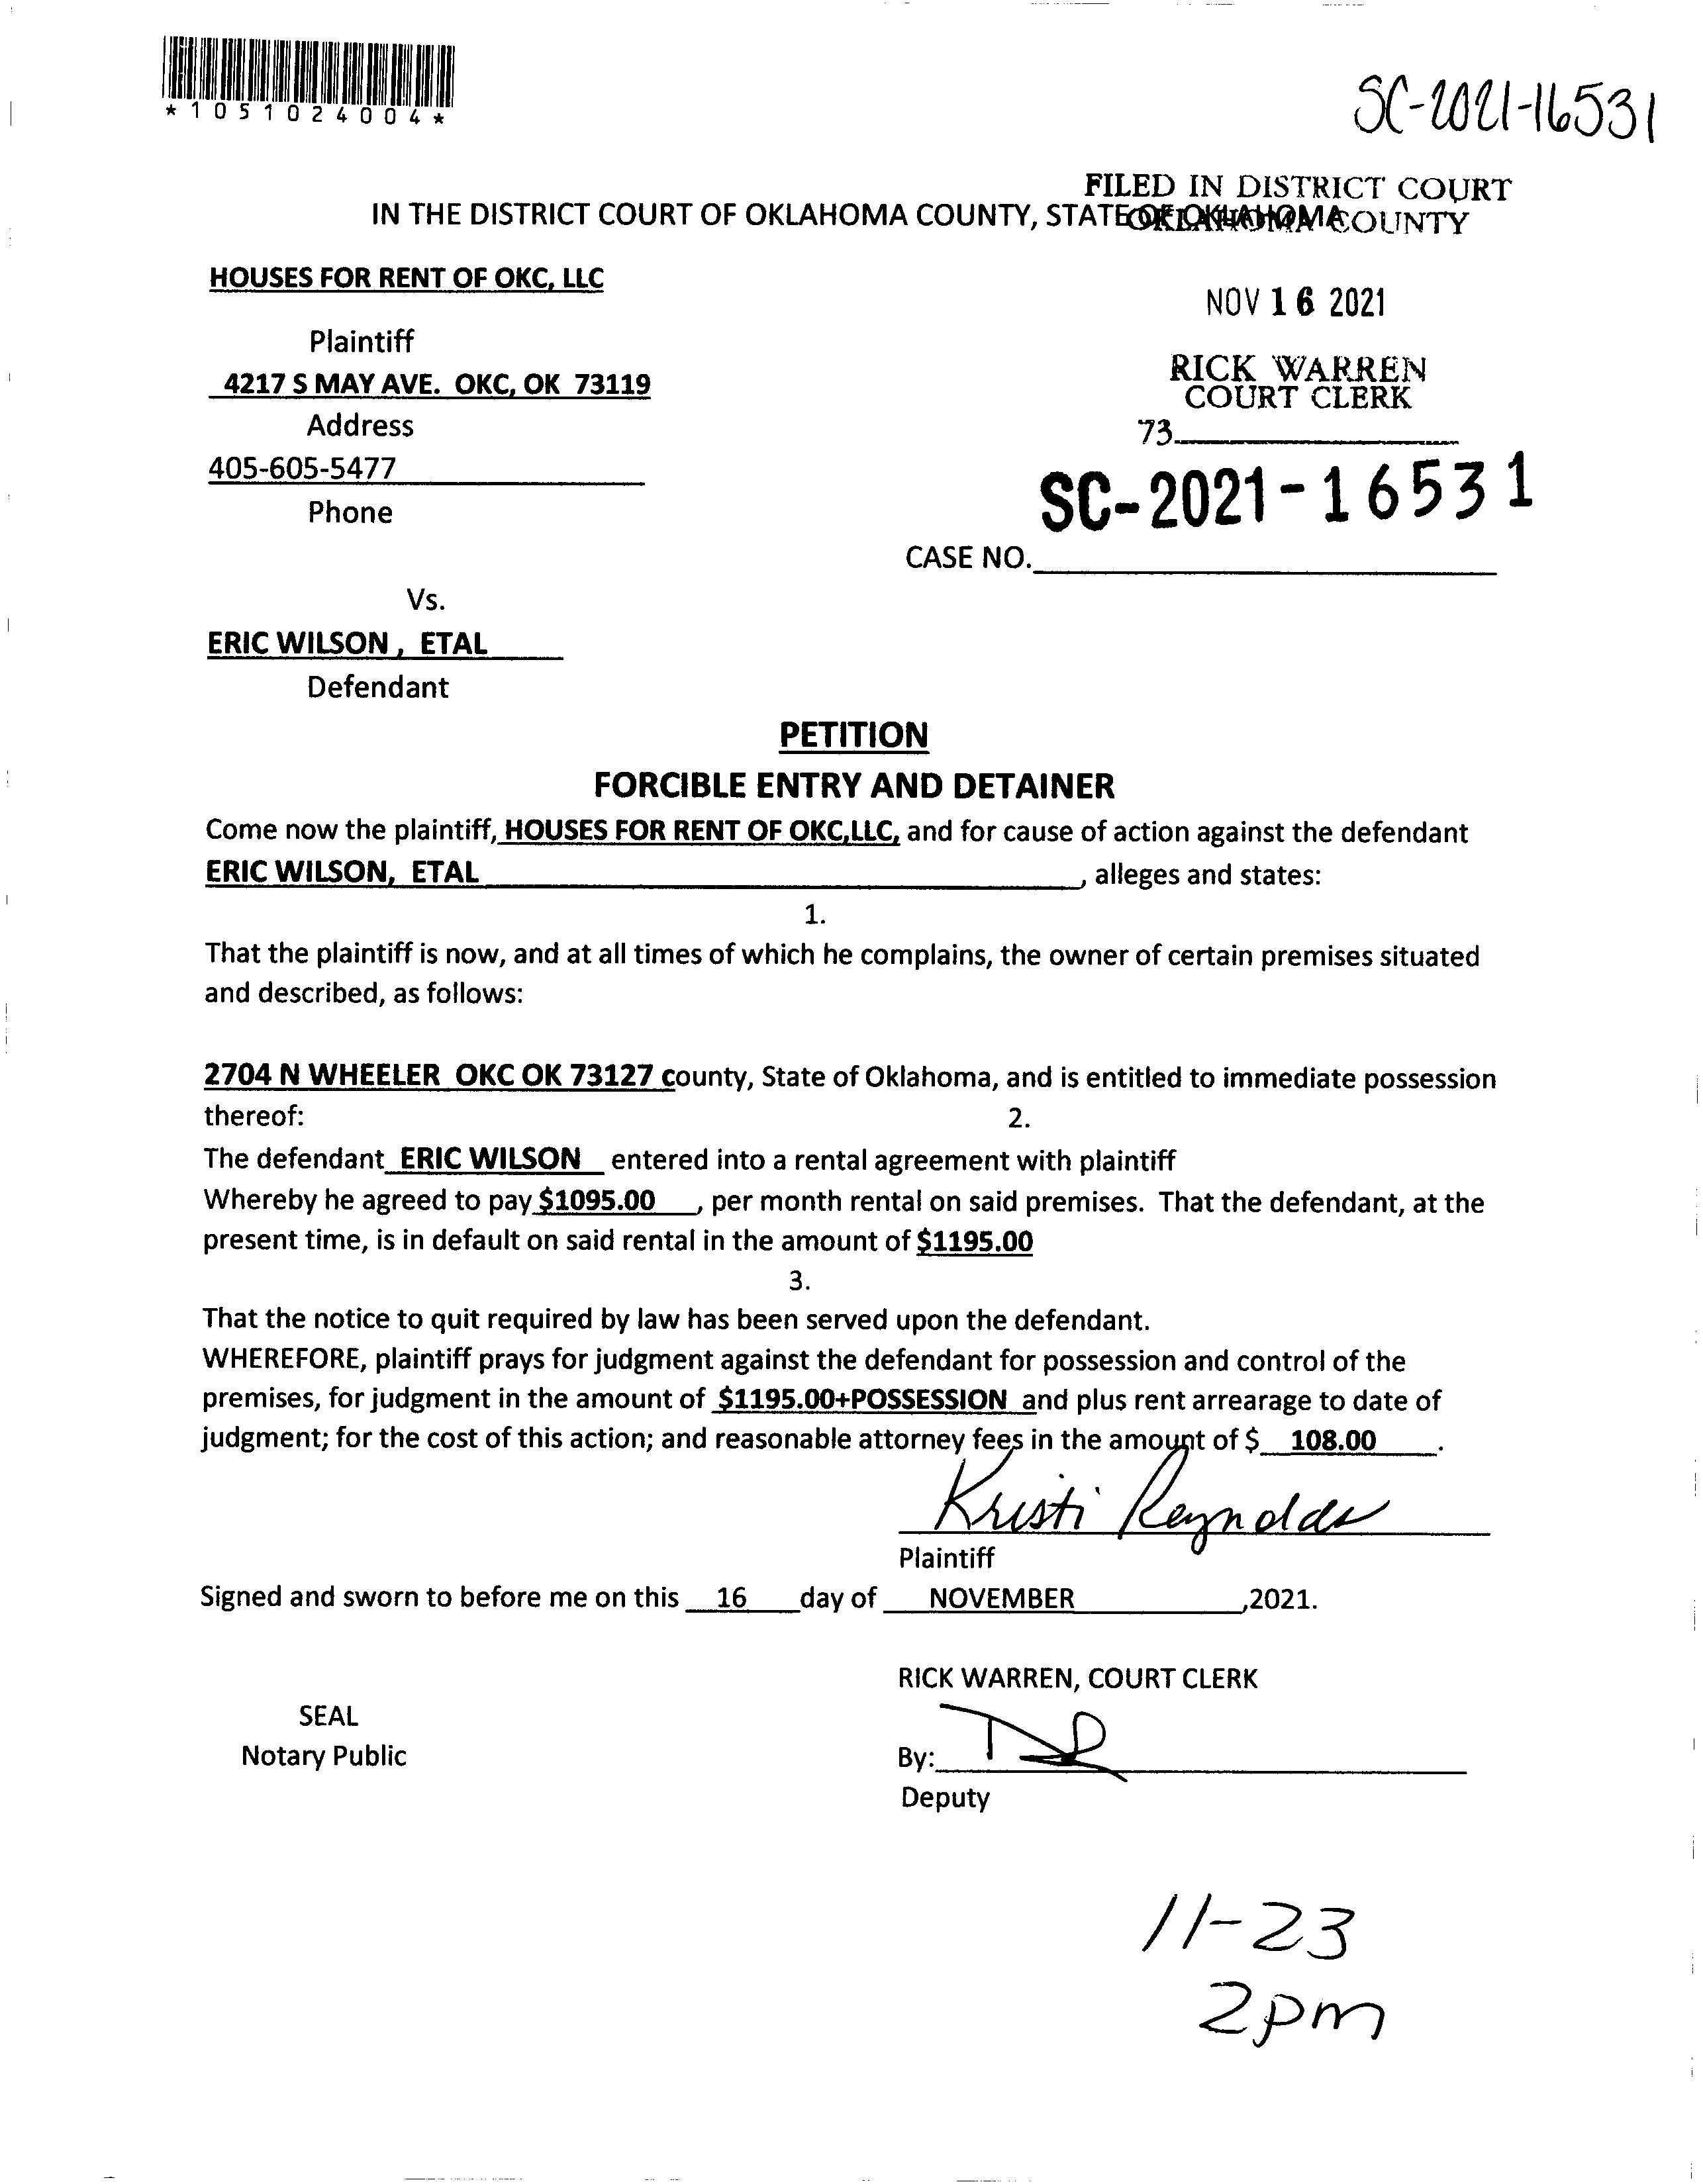 *1051024004*
SC-2021-16531
FILED IN DISTRICT COURT
OKLAHOMA COUNTY
IN THE DISTRICT COURT OF OKLAHOMA COUNTY, STATE OF OKLAHOMA
HOUSES FOR RENT OF OKC, LLC
NOV 16 2021
Plaintiff
RICK WARREN
COURT CLERK
4217 S MAY AVE. OKC, OK 73119
Address
73
405-605-5477
Phone
SC-2021-16531
CASE NO.
Vs.
ERIC WILSON , ETAL
Defendant
PETITION
FORCIBLE ENTRY AND DETAINER
Come now the plaintiff, HOUSES FOR RENT OF OKC,LLC, and for cause of action against the defendant
ERIC WILSON, ETAL , alleges and states:
1.
That the plaintiff is now, and at all times of which he complains, the owner of certain premises situated
and described, as follows:
2704 N WHEELER OKC OK 73127 county, State of Oklahoma, and is entitled to immediate possession
thereof:
2.
The defendant ERIC WILSON entered into a rental agreement with plaintiff
Whereby he agreed to pay $1095.00 , per month rental on said premises. That the defendant, at the
present time, is in default on said rental in the amount of $1195.00
3.
That the notice to quit required by law has been served upon the defendant.
WHEREFORE, plaintiff prays for judgment against the defendant for possession and control of the
premises, for judgment in the amount of $1195.00+POSSESSION and plus rent arrearage to date of
judgment; for the cost of this action; and reasonable attorney fees in the amount of $ 108.00 .
Kristi Reynolds
Plaintiff
Signed and sworn to before me on this 16 day of NOVEMBER ,2021.
RICK WARREN, COURT CLERK
SEAL
Notary Public
By:
Deputy
11-23
2pm